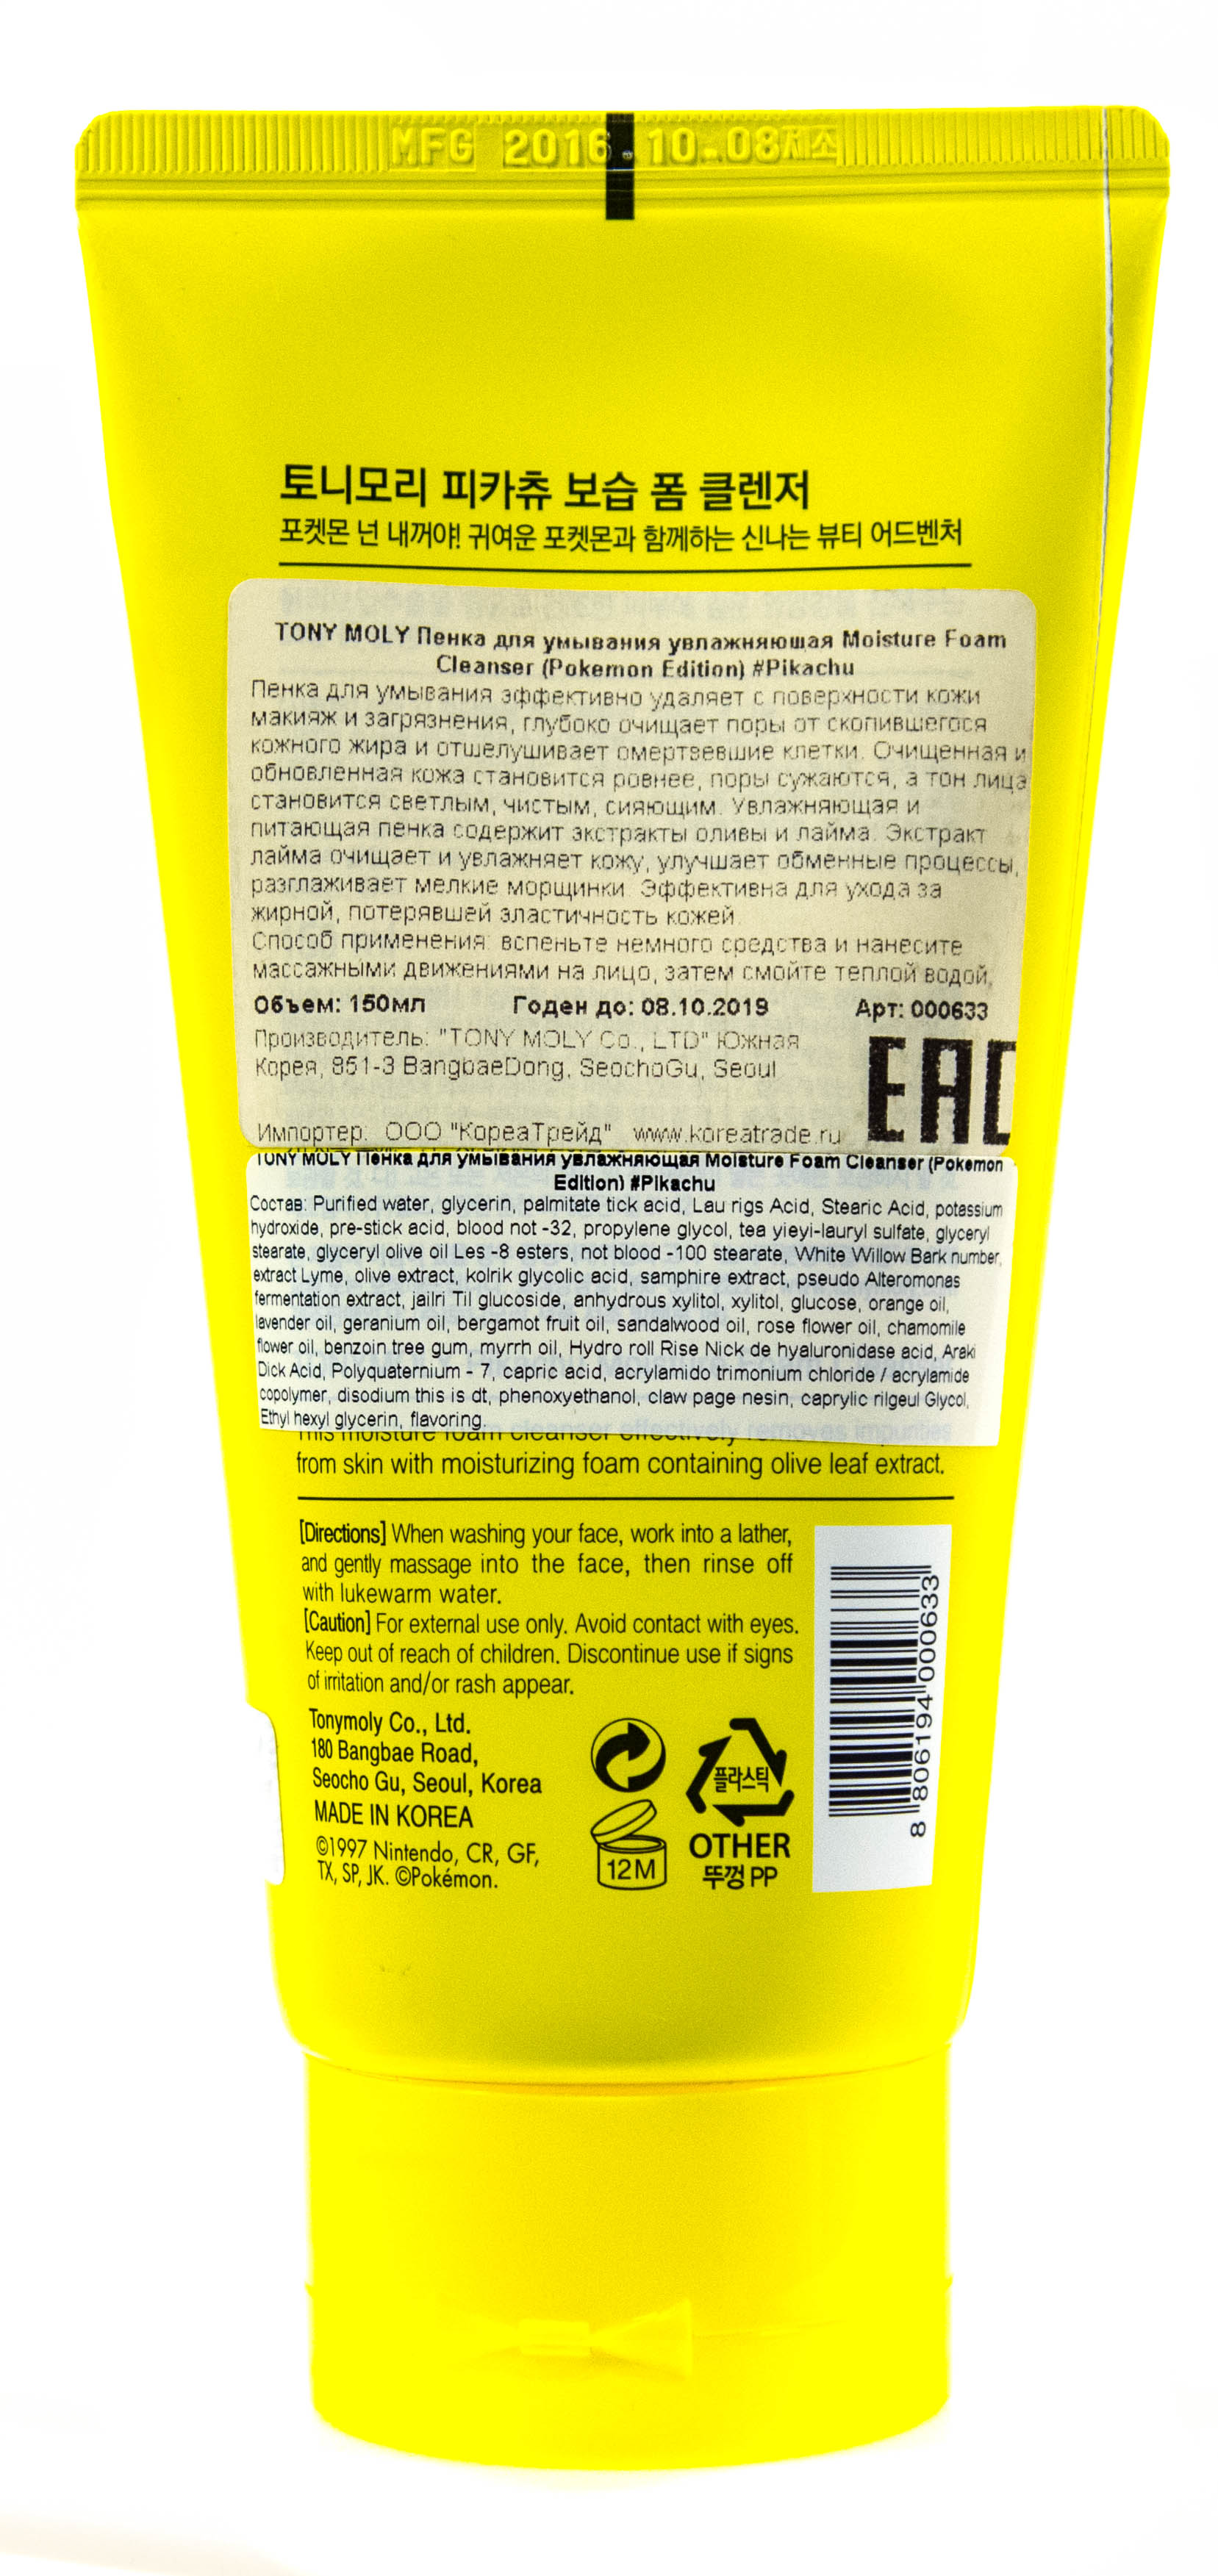 MFG 2016.10.08제조
토니모리 피카츄 보습 폼 클렌저
포켓몬 넌 내꺼야! 귀여운 포켓몬과 함께하는 신나는 뷰티 어드벤처
TONY MOLY Пенка для умывания увлажняющая Moisture Foam
Cleanser (Pokemon Edition) #Pikachu
Пенка для умывания эффективно удаляет с поверхности кожи
макияж и загрязнения, глубоко очищает поры от скопившегося
кожного жира и отшелушивает омертвевшие клетки. Очищенная и
обновленная кожа становится ровнее, поры сужаются, а тон лица
становится светлым, чистым, сияющим. Увлажняющая и
питающая пенка содержит экстракты оливы и лайма. Экстракт
лайма очищает и увлажняет кожу, улучшает обменные процессы,
разглаживает мелкие морщинки. Эффективна для ухода за
жирной, потерявшей эластичность кожей.
Способ применения: вспеньте немного средства и нанесите
массажными движениями на лицо, затем смойте теплой водой,
Объем: 150мл Годен до: 08.10.2019 Арт: 000633
Производитель: "TONY MOLY Co., LTD" Южная
Корея, 851-3 BangbaeDong, SeochoGu, Seoul
EAC
Импортер: ООО "КореаТрейд" www.koreatrade.ru
TONY MOLY Пенка для умывания увлажняющая Moisture Foam Cleanser (Pokemon
Edition) #Pikachu
Состав: Purified water, glycerin, palmitate tick acid, Lau rigs Acid, Stearic Acid, potassium
hydroxide, pre-stick acid, blood not -32, propylene glycol, tea yieyi-lauryl sulfate, glyceryl
stearate, glyceryl olive oil Les -8 esters, not blood -100 stearate, White Willow Bark number,
extract Lyme, olive extract, kolrik glycolic acid, samphire extract, pseudo Alteromonas
fermentation extract, jailri Til glucoside, anhydrous xylitol, xylitol, glucose, orange oil,
lavender oil, geranium oil, bergamot fruit oil, sandalwood oil, rose flower oil, chamomile
flower oil, benzoin tree gum, myrrh oil, Hydro roll Rise Nick de hyaluronidase acid, Araki
Dick Acid, Polyquaternium - 7, capric acid, acrylamido trimonium chloride / acrylamide
copolymer, disodium this is dt, phenoxyethanol, claw page nesin, caprylic rilgeul Glycol,
Ethyl hexyl glycerin, flavoring.
This moisture foam cleanser effectively removes impurities
from skin with moisturizing foam containing olive leaf extract.
[Directions] When washing your face, work into a lather,
and gently massage into the face, then rinse off
with lukewarm water.
[Caution] For external use only. Avoid contact with eyes.
Keep out of reach of children. Discontinue use if signs
of irritation and/or rash appear.
Tonymoly Co., Ltd.
180 Bangbae Road,
Seocho Gu, Seoul, Korea
MADE IN KOREA
©1997 Nintendo, CR, GF,
TX, SP, JK. ©Pokémon.
12M
플라스틱
OTHER
뚜껑 PP
8 806194 000633